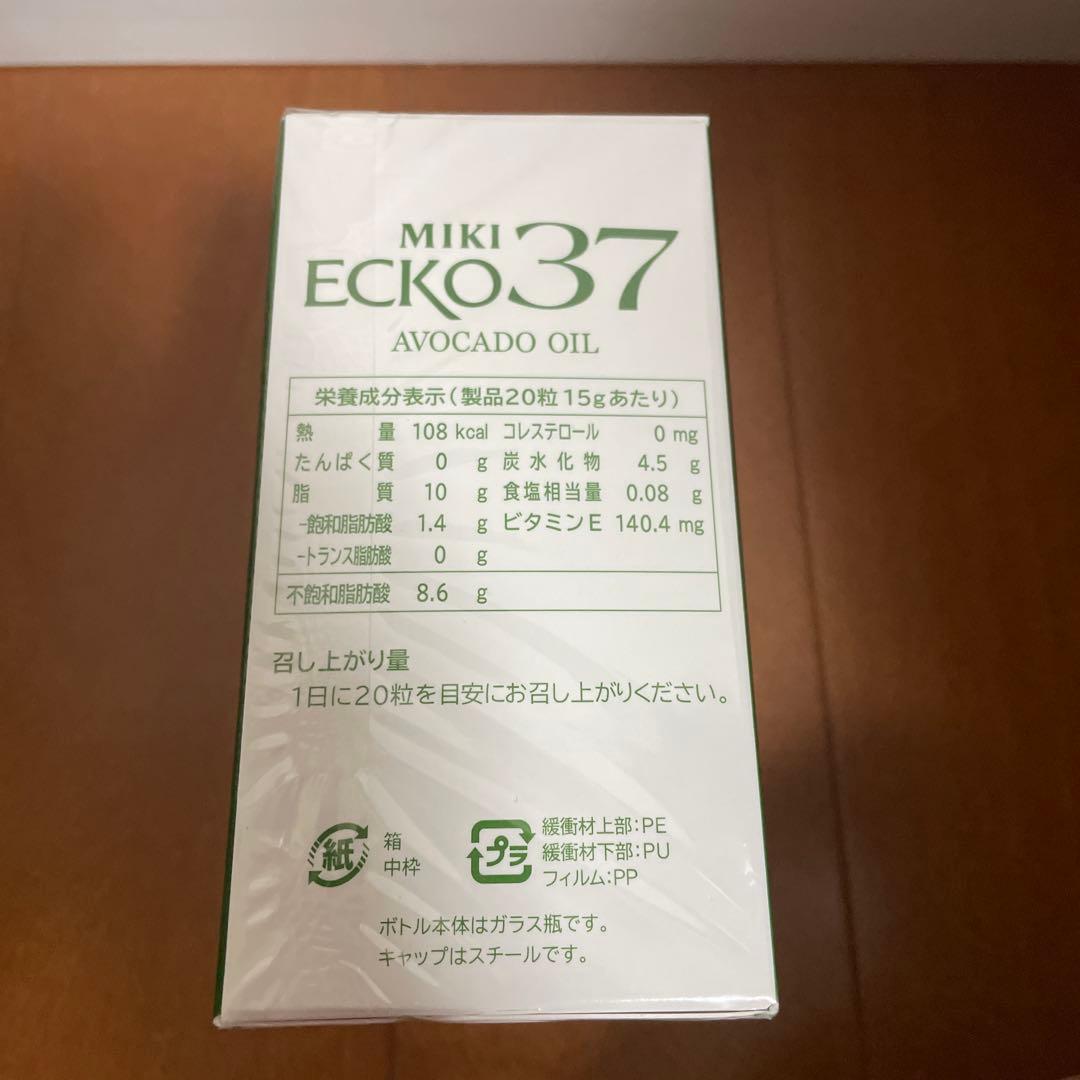 MIKI
ECKO37
AVOCADO OIL
栄養成分表示(製品20粒15gあたり)
熱量 108 kcal コレステロール 0 mg
たんぱく質 0 g 炭水化物 4.5 g
脂質 10 g 食塩相当量 0.08 g
-飽和脂肪酸 1.4 g ビタミンE 140.4 mg
-トランス脂肪酸 0 g
不飽和脂肪酸 8.6 g
召し上がり量
1日に20粒を目安にお召し上がりください。
紙 箱
中枠
プラ 緩衝材上部:PE
緩衝材下部:PU
フィルム:PP
ボトル本体はガラス瓶です。
キャップはスチールです。